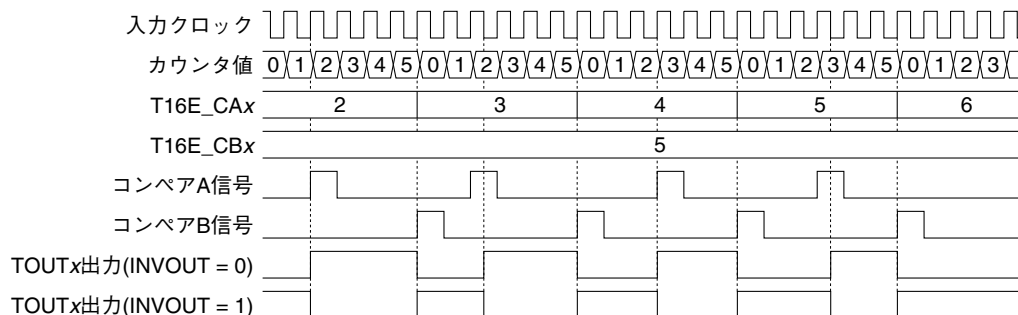 入力クロック
カウンタ値 0 1 2 3 4 5 0 1 2 3 4 5 0 1 2 3 4 5 0 1 2 3 4 5 0 1 2 3
T16E_CAx 2 3 4 5 6
T16E_CBx 5
コンペアA信号
コンペアB信号
TOUTx出力(INVOUT = 0)
TOUTx出力(INVOUT = 1)